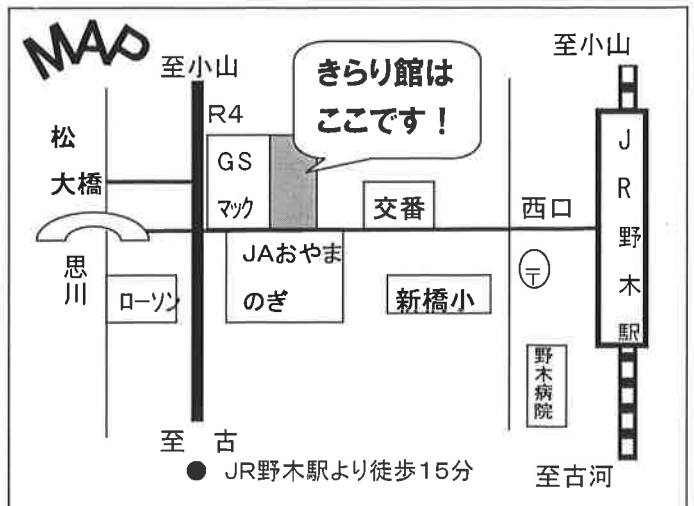 MAP
至小山
至小山
きらり館は
ここです！
R4
松
大橋
GS
マック
交番
西口
JR野木駅
思川
ローソン
JAおやま
のぎ
新橋小
〒
野木病院
至 古
至古河
● JR野木駅より徒歩15分